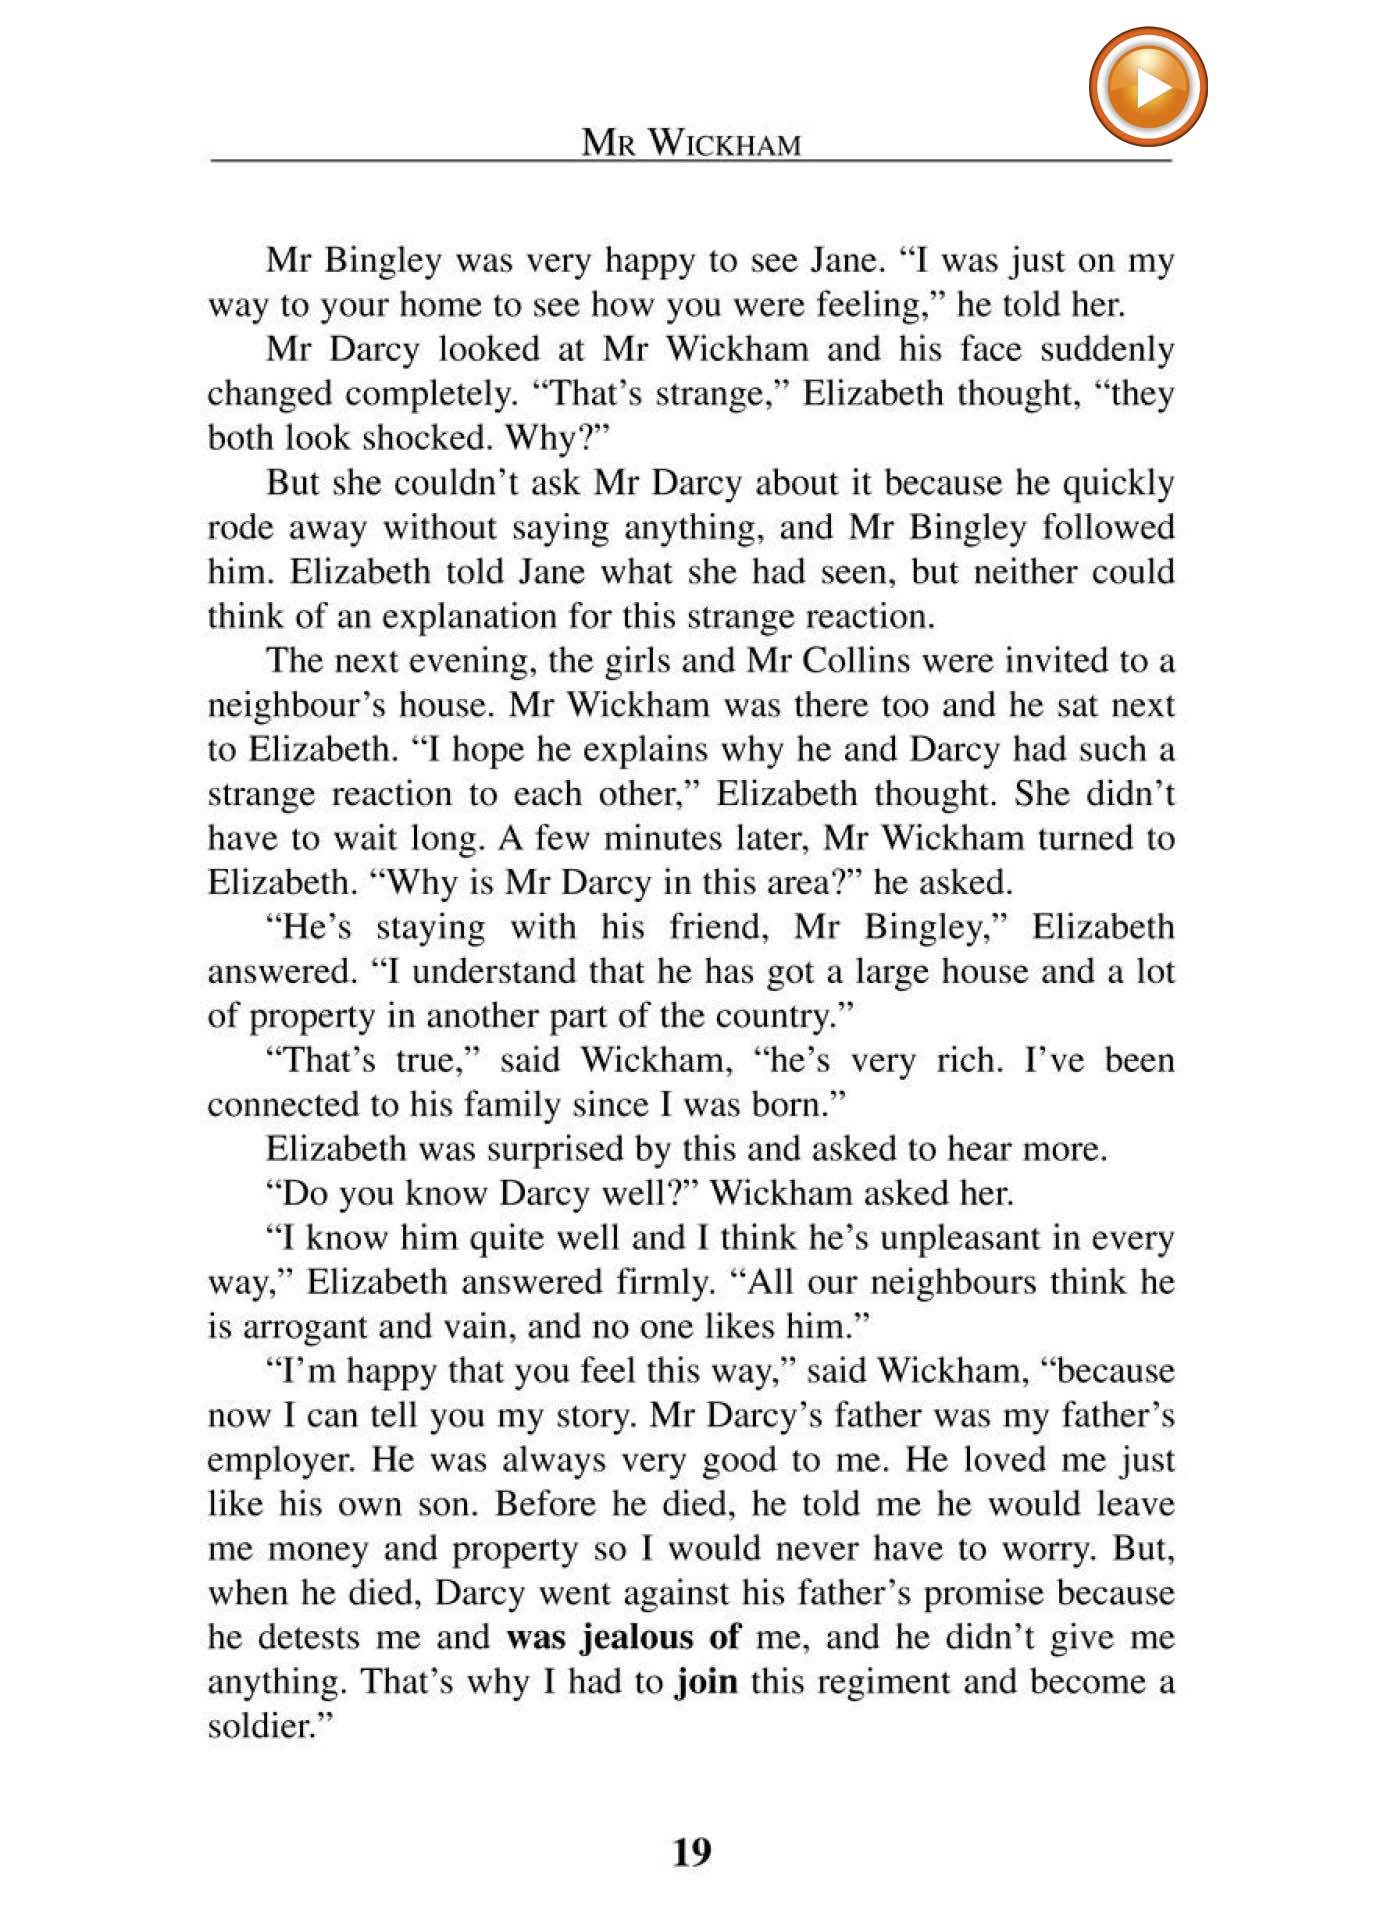 MR WICKHAM
Mr Bingley was very happy to see Jane. “I was just on my
way to your home to see how you were feeling,” he told her.
Mr Darcy looked at Mr Wickham and his face suddenly
changed completely. “That’s strange,” Elizabeth thought, “they
both look shocked. Why?”
But she couldn’t ask Mr Darcy about it because he quickly
rode away without saying anything, and Mr Bingley followed
him. Elizabeth told Jane what she had seen, but neither could
think of an explanation for this strange reaction.
The next evening, the girls and Mr Collins were invited to a
neighbour’s house. Mr Wickham was there too and he sat next
to Elizabeth. “I hope he explains why he and Darcy had such a
strange reaction to each other,” Elizabeth thought. She didn’t
have to wait long. A few minutes later, Mr Wickham turned to
Elizabeth. “Why is Mr Darcy in this area?” he asked.
“He’s staying with his friend, Mr Bingley,” Elizabeth
answered. “I understand that he has got a large house and a lot
of property in another part of the country.”
“That’s true,” said Wickham, “he’s very rich. I’ve been
connected to his family since I was born.”
Elizabeth was surprised by this and asked to hear more.
“Do you know Darcy well?” Wickham asked her.
“I know him quite well and I think he’s unpleasant in every
way,” Elizabeth answered firmly. “All our neighbours think he
is arrogant and vain, and no one likes him.”
“I’m happy that you feel this way,” said Wickham, “because
now I can tell you my story. Mr Darcy’s father was my father’s
employer. He was always very good to me. He loved me just
like his own son. Before he died, he told me he would leave
me money and property so I would never have to worry. But,
when he died, Darcy went against his father’s promise because
he detests me and was jealous of me, and he didn’t give me
anything. That’s why I had to join this regiment and become a
soldier.”
19